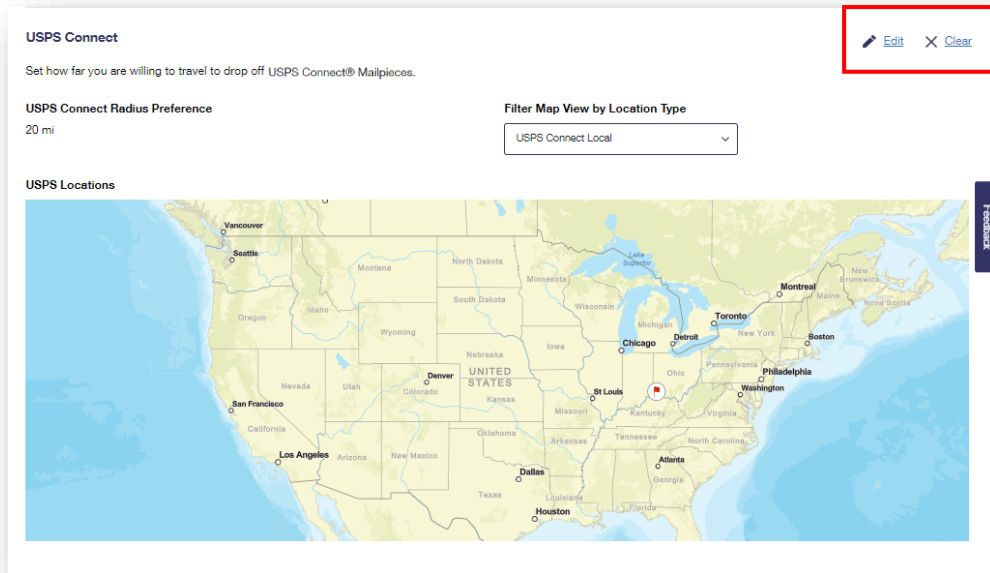 USPS Connect
Edit
Clear
Set how far you are willing to travel to drop off USPS Connect® Mailpieces.
USPS Connect Radius Preference
Filter Map View by Location Type
20 mi
USPS Connect Local
USPS Locations
Feedback
Vancouver
Seattle
Lake
Superior
Montana
North Dakota
Minnesota
New
Brunswick
Montreal
Maine
Nova Scotia
Oregon
Idaho
South Dakota
Wisconsin
Michigan
Toronto
Wyoming
New York
Boston
Detroit
Chicago
Iowa
Nebraska
Pennsylvania
Philadelphia
UNITED
STATES
Denver
Ohio
Nevada
Utah
Colorado
Kansas
St Louis
Washington
San Francisco
Missouri
Kentucky
Virginia
California
Oklahoma
Tennessee
North Carolina
Los Angeles
Arizona
New Mexico
Arkansas
Atlanta
Dallas
Georgia
Texas
Louisiana
Houston
Florida